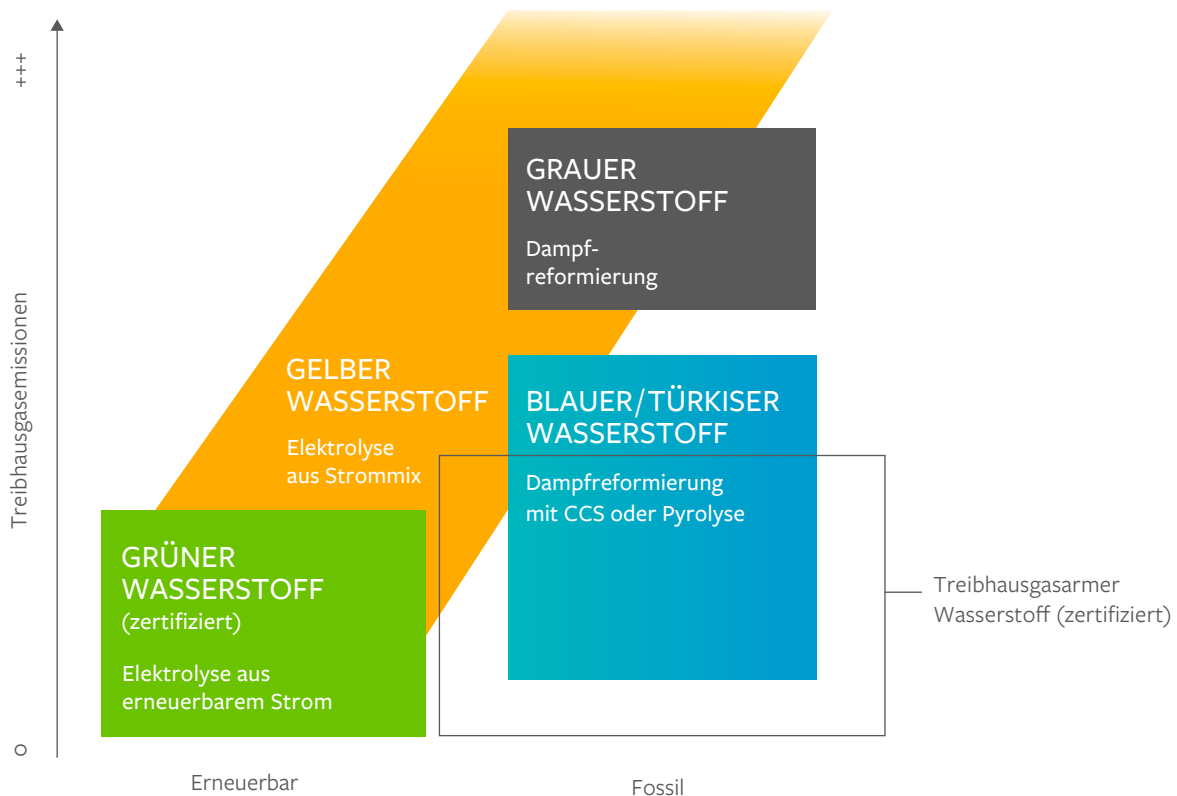 +++
Treibhausgasemissionen
0
GRAUER
WASSERSTOFF
Dampf-
reformierung
GELBER
WASSERSTOFF
Elektrolyse
aus Strommix
BLAUER/TÜRKISER
WASSERSTOFF
Dampfreformierung
mit CCS oder Pyrolyse
GRÜNER
WASSERSTOFF
(zertifiziert)
Elektrolyse aus
erneuerbarem Strom
Treibhausgasarmer
Wasserstoff (zertifiziert)
Erneuerbar
Fossil